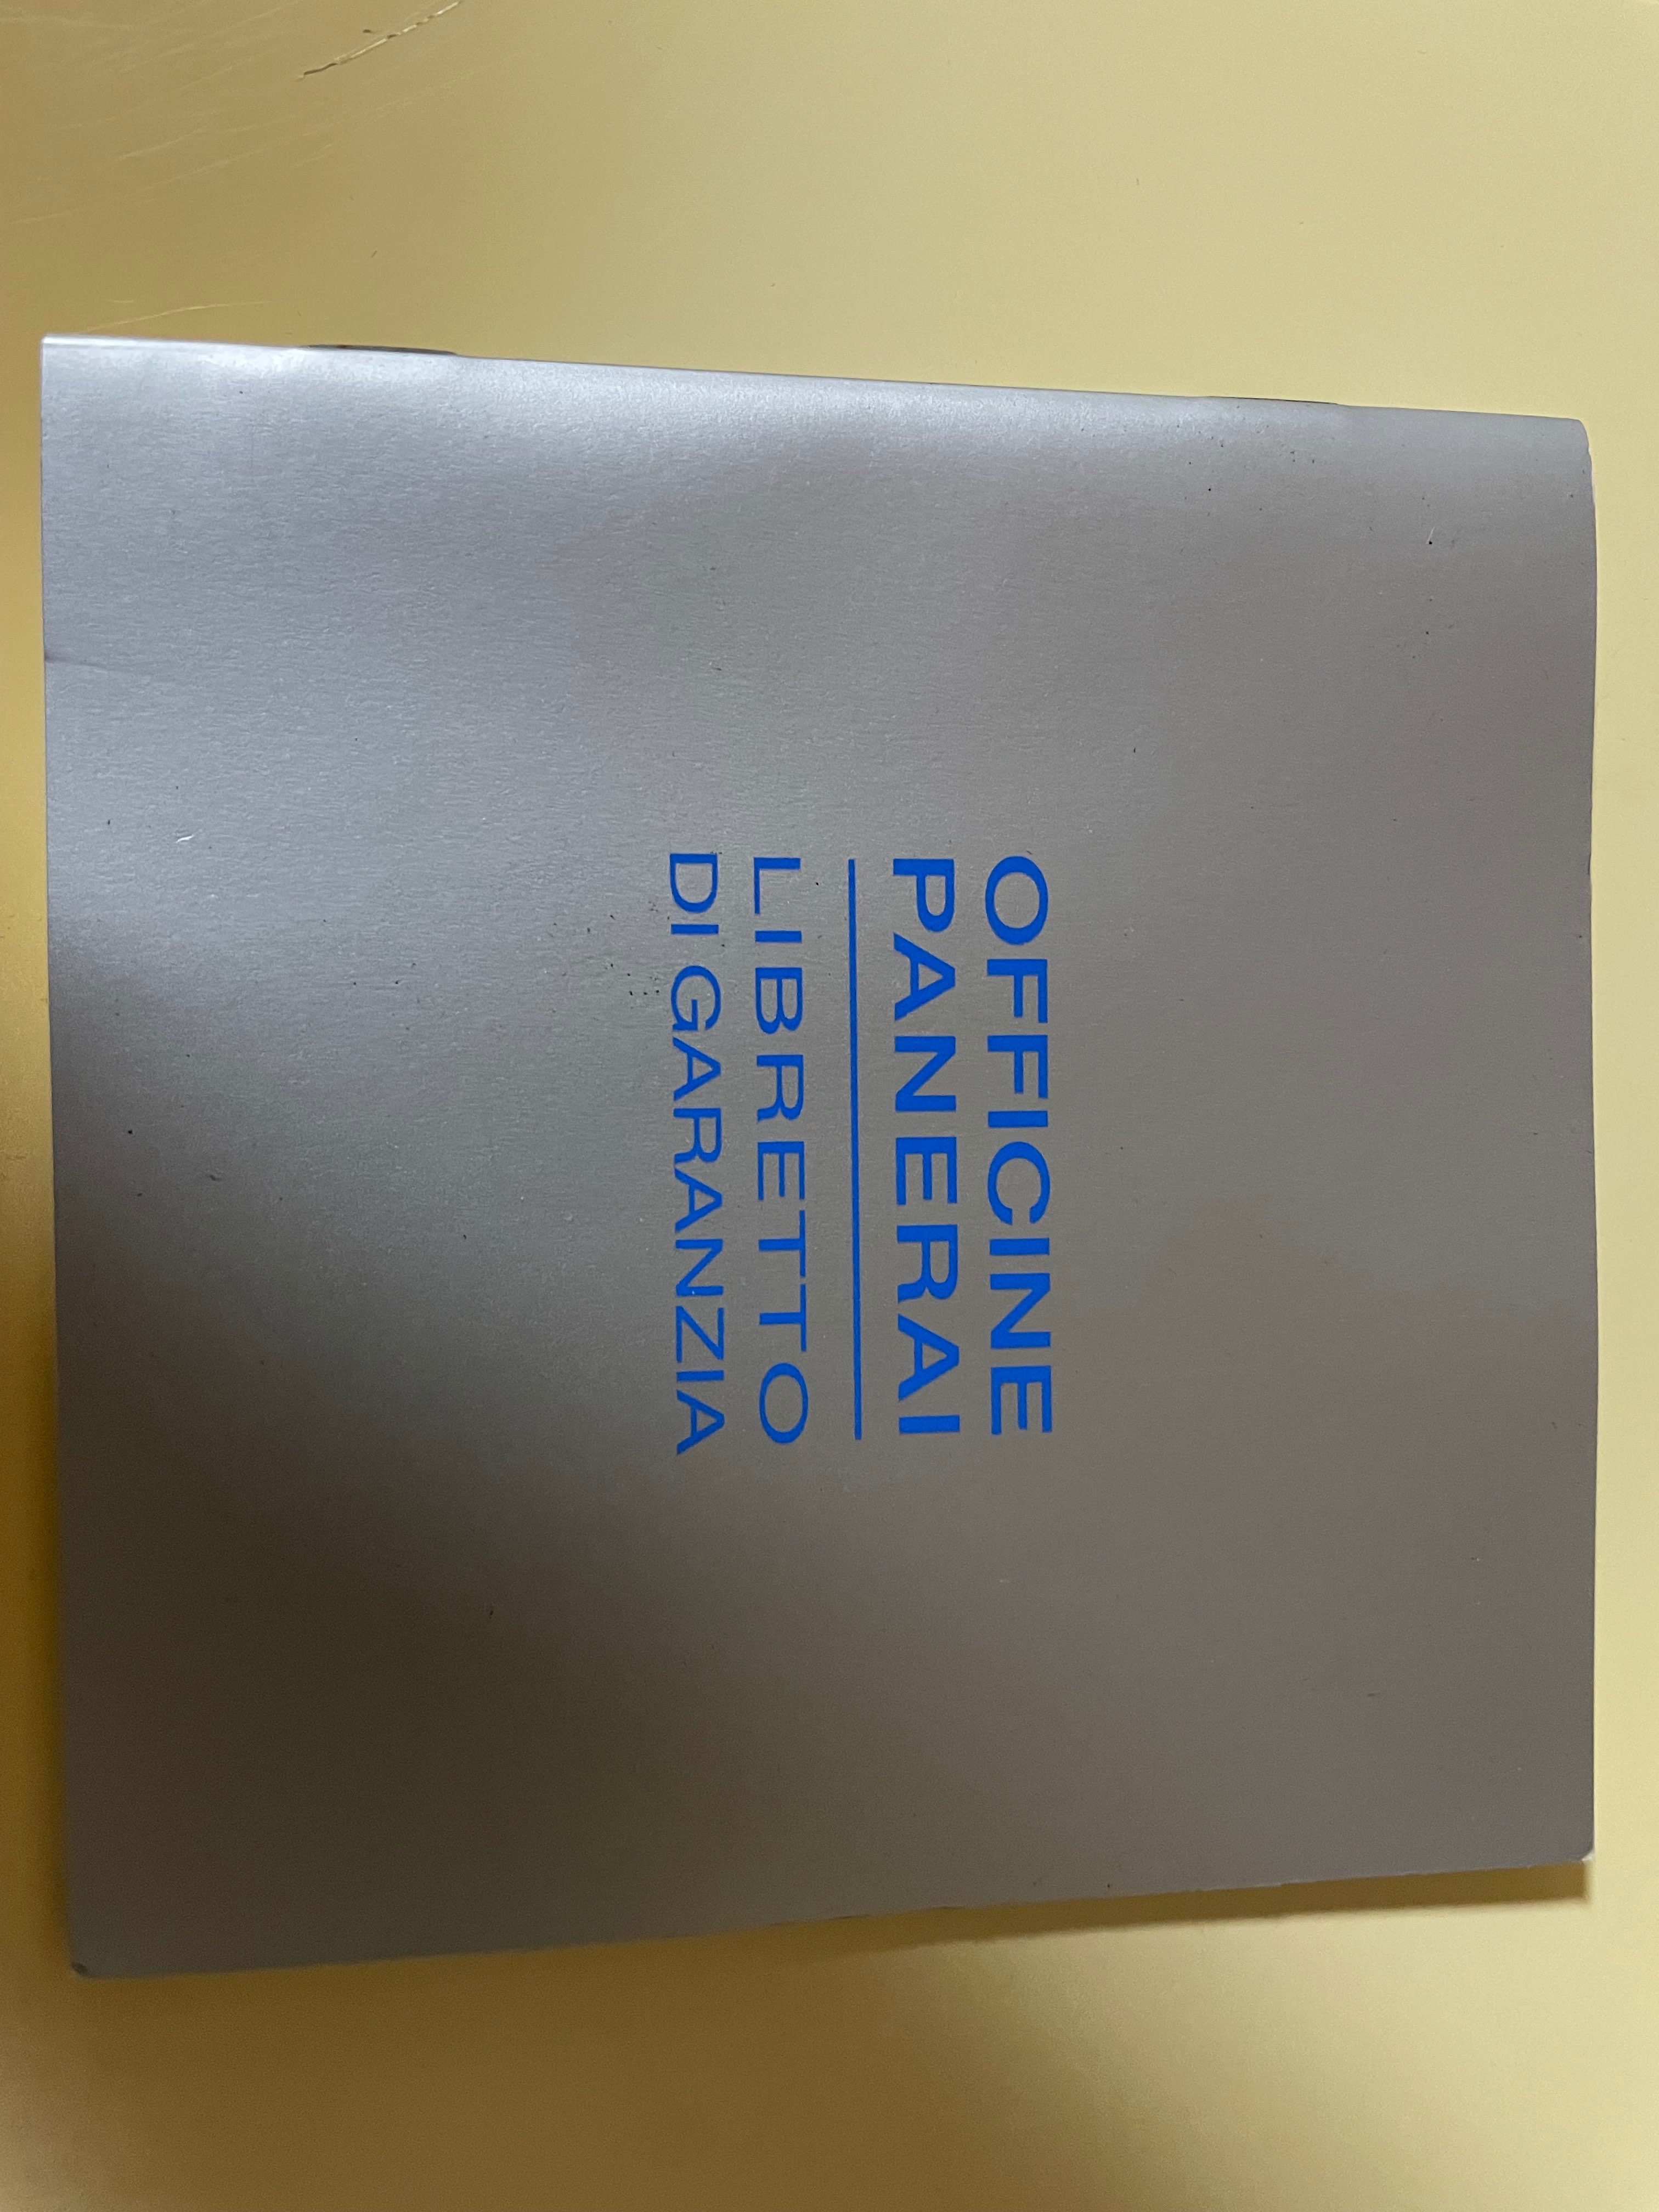 OFFICINE
PANERAI
LIBRETTO
DI GARANZIA